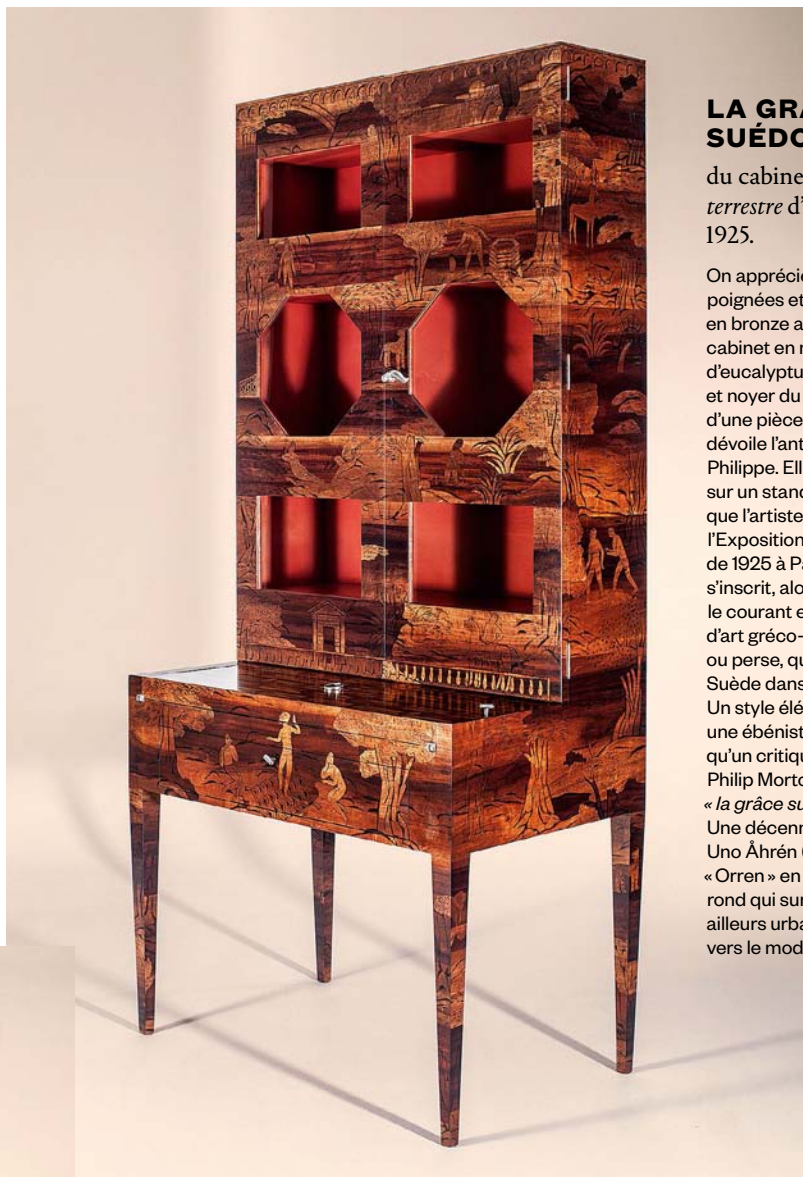 LA GRÂ
SUÉDO
du cabine
terrestre d’
1925.
On apprécie
poignées et
en bronze a
cabinet en r
d’eucalyptu
et noyer du
d’une pièce
dévoile l’ant
Philippe. Ell
sur un stand
que l’artiste
l’Exposition
de 1925 à Pa
s’inscrit, alo
le courant e
d’art gréco-
ou perse, qu
Suède dans
Un style élé
une ébénist
qu’un critiqu
Philip Morto
« la grâce su
Une décenn
Uno Åhrén (
« Orren » en
rond qui sur
ailleurs urba
vers le mod